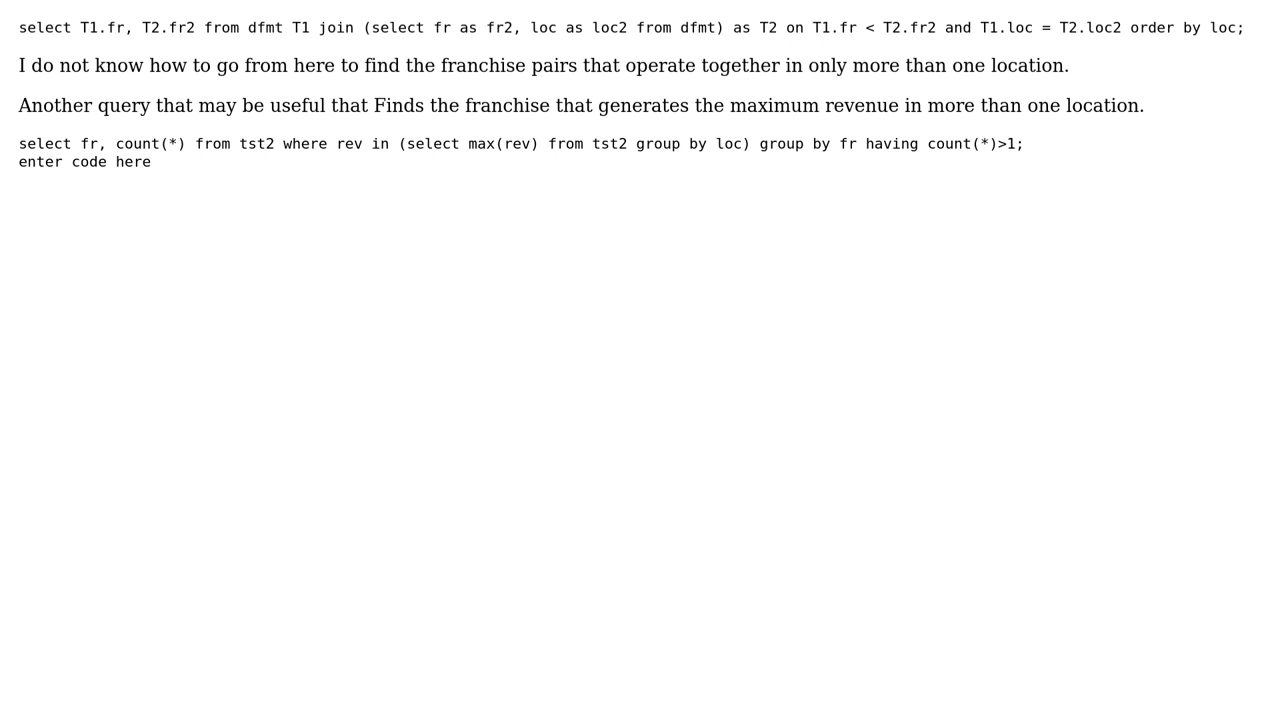 select T1.fr, T2.fr2 from dfmt T1 join (select fr as fr2, loc as loc2 from dfmt) as T2 on T1.fr < T2.fr2 and T1.loc = T2.loc2 order by loc;
I do not know how to go from here to find the franchise pairs that operate together in only more than one location.
Another query that may be useful that Finds the franchise that generates the maximum revenue in more than one location.
select fr, count(*) from tst2 where rev in (select max(rev) from tst2 group by loc) group by fr having count(*)>1;
enter code here